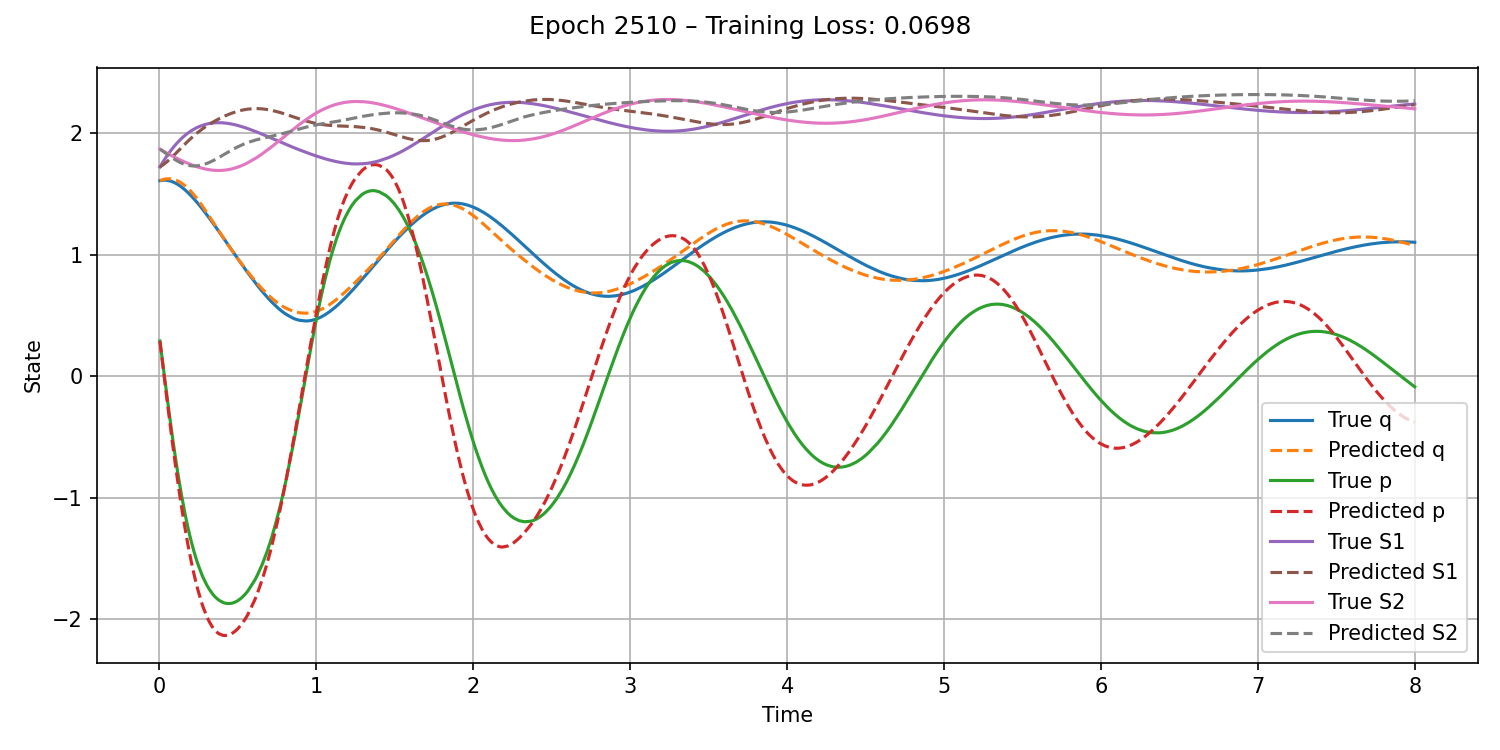 Epoch 2510 – Training Loss: 0.0698
State
2
1
0
−1
−2
0 1 2 3 4 5 6 7 8
Time
True q
Predicted q
True p
Predicted p
True S1
Predicted S1
True S2
Predicted S2